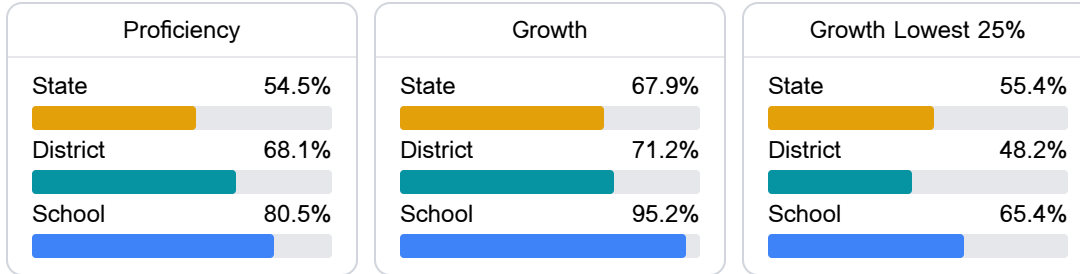 Proficiency
State 54.5%
District 68.1%
School 80.5%
Growth
State 67.9%
District 71.2%
School 95.2%
Growth Lowest 25%
State 55.4%
District 48.2%
School 65.4%